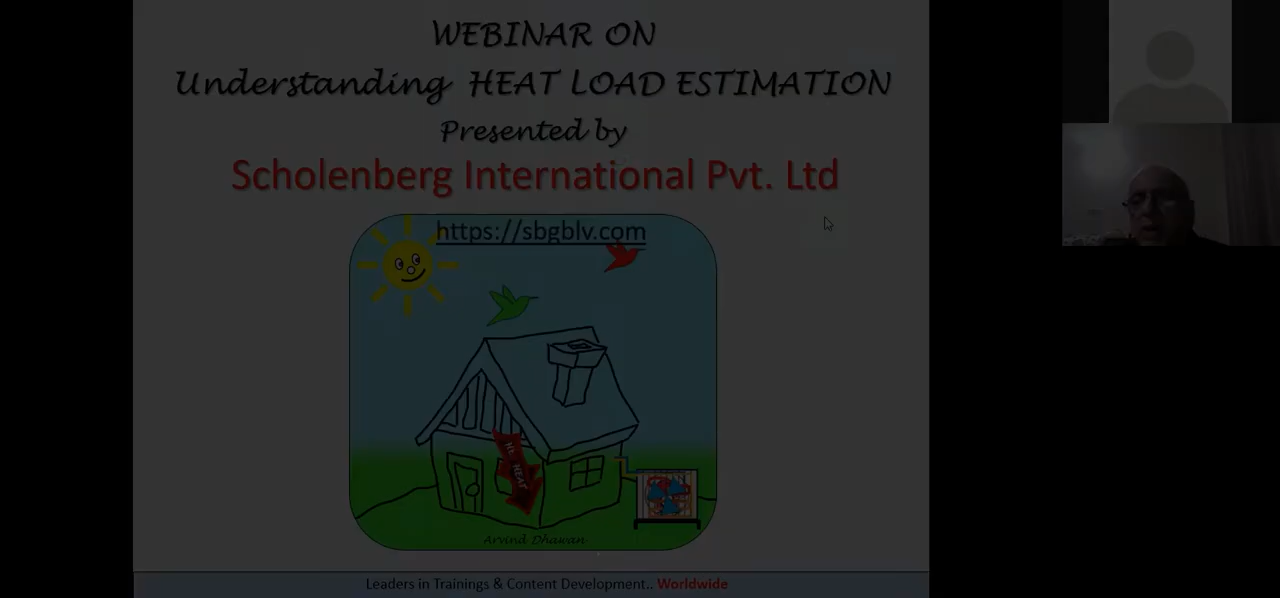 WEBINAR ON
Understanding HEAT LOAD ESTIMATION
Presented by
Scholenberg International Pvt. Ltd
https://sbgblv.com
HEAT
Arvind Dhawan
Leaders in Trainings & Content Development.. Worldwide